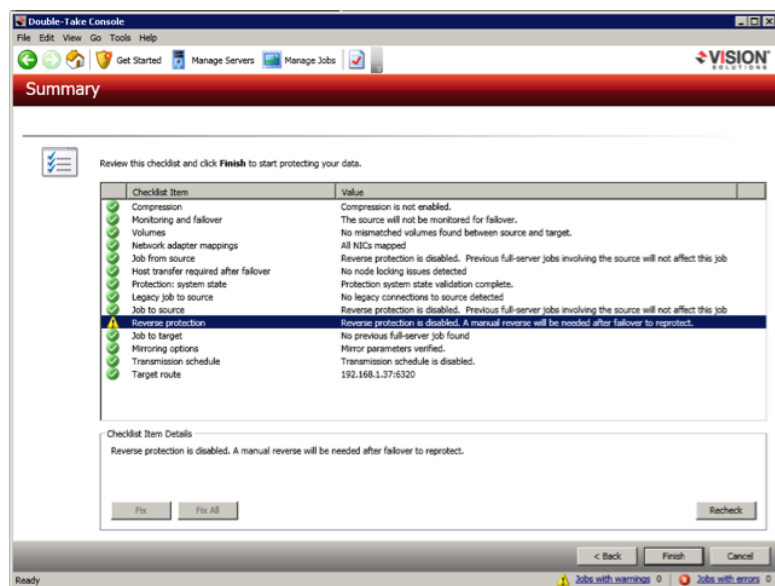 Double-Take Console
File Edit View Go Tools Help
Get Started Manage Servers Manage Jobs
VISION
SOLUTIONS
Summary
Review this checklist and click Finish to start protecting your data.
Checklist Item Value
Compression Compression is not enabled.
Monitoring and failover The source will not be monitored for failover.
Volumes No mismatched volumes found between source and target.
Network adapter mappings All NICs mapped
Job from source Reverse protection is disabled. Previous full-server jobs involving the source will not affect this job
Host transfer required after failover No node locking issues detected
Protection: system state Protection system state validation complete.
Legacy job to source No legacy connections to source detected
Job to source Reverse protection is disabled. Previous full-server jobs involving the source will not affect this job
Reverse protection Reverse protection is disabled. A manual reverse will be needed after failover to reprotect.
Job to target No previous full-server job found
Mirroring options Mirror parameters verified.
Transmission schedule Transmission schedule is disabled.
Target route 192.168.1.37:6320
Checklist Item Details
Reverse protection is disabled. A manual reverse will be needed after failover to reprotect.
Fix Fix All Recheck
< Back Finish Cancel
Ready Jobs with warnings 0 Jobs with errors 0